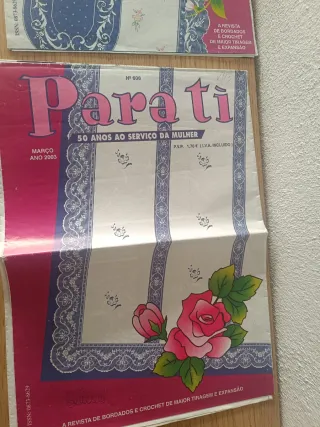 A REVISTA
DE BORDADOS
E CROCHET
DE MAIOR TIRAGEM
E EXPANSÃO
Nº 606
Para ti
50 ANOS AO SERVIÇO DA MULHER
MARÇO
ANO 2003
A REVISTA DE BORDADOS E CROCHET DE MAIOR TIRAGEM E EXPANSÃO